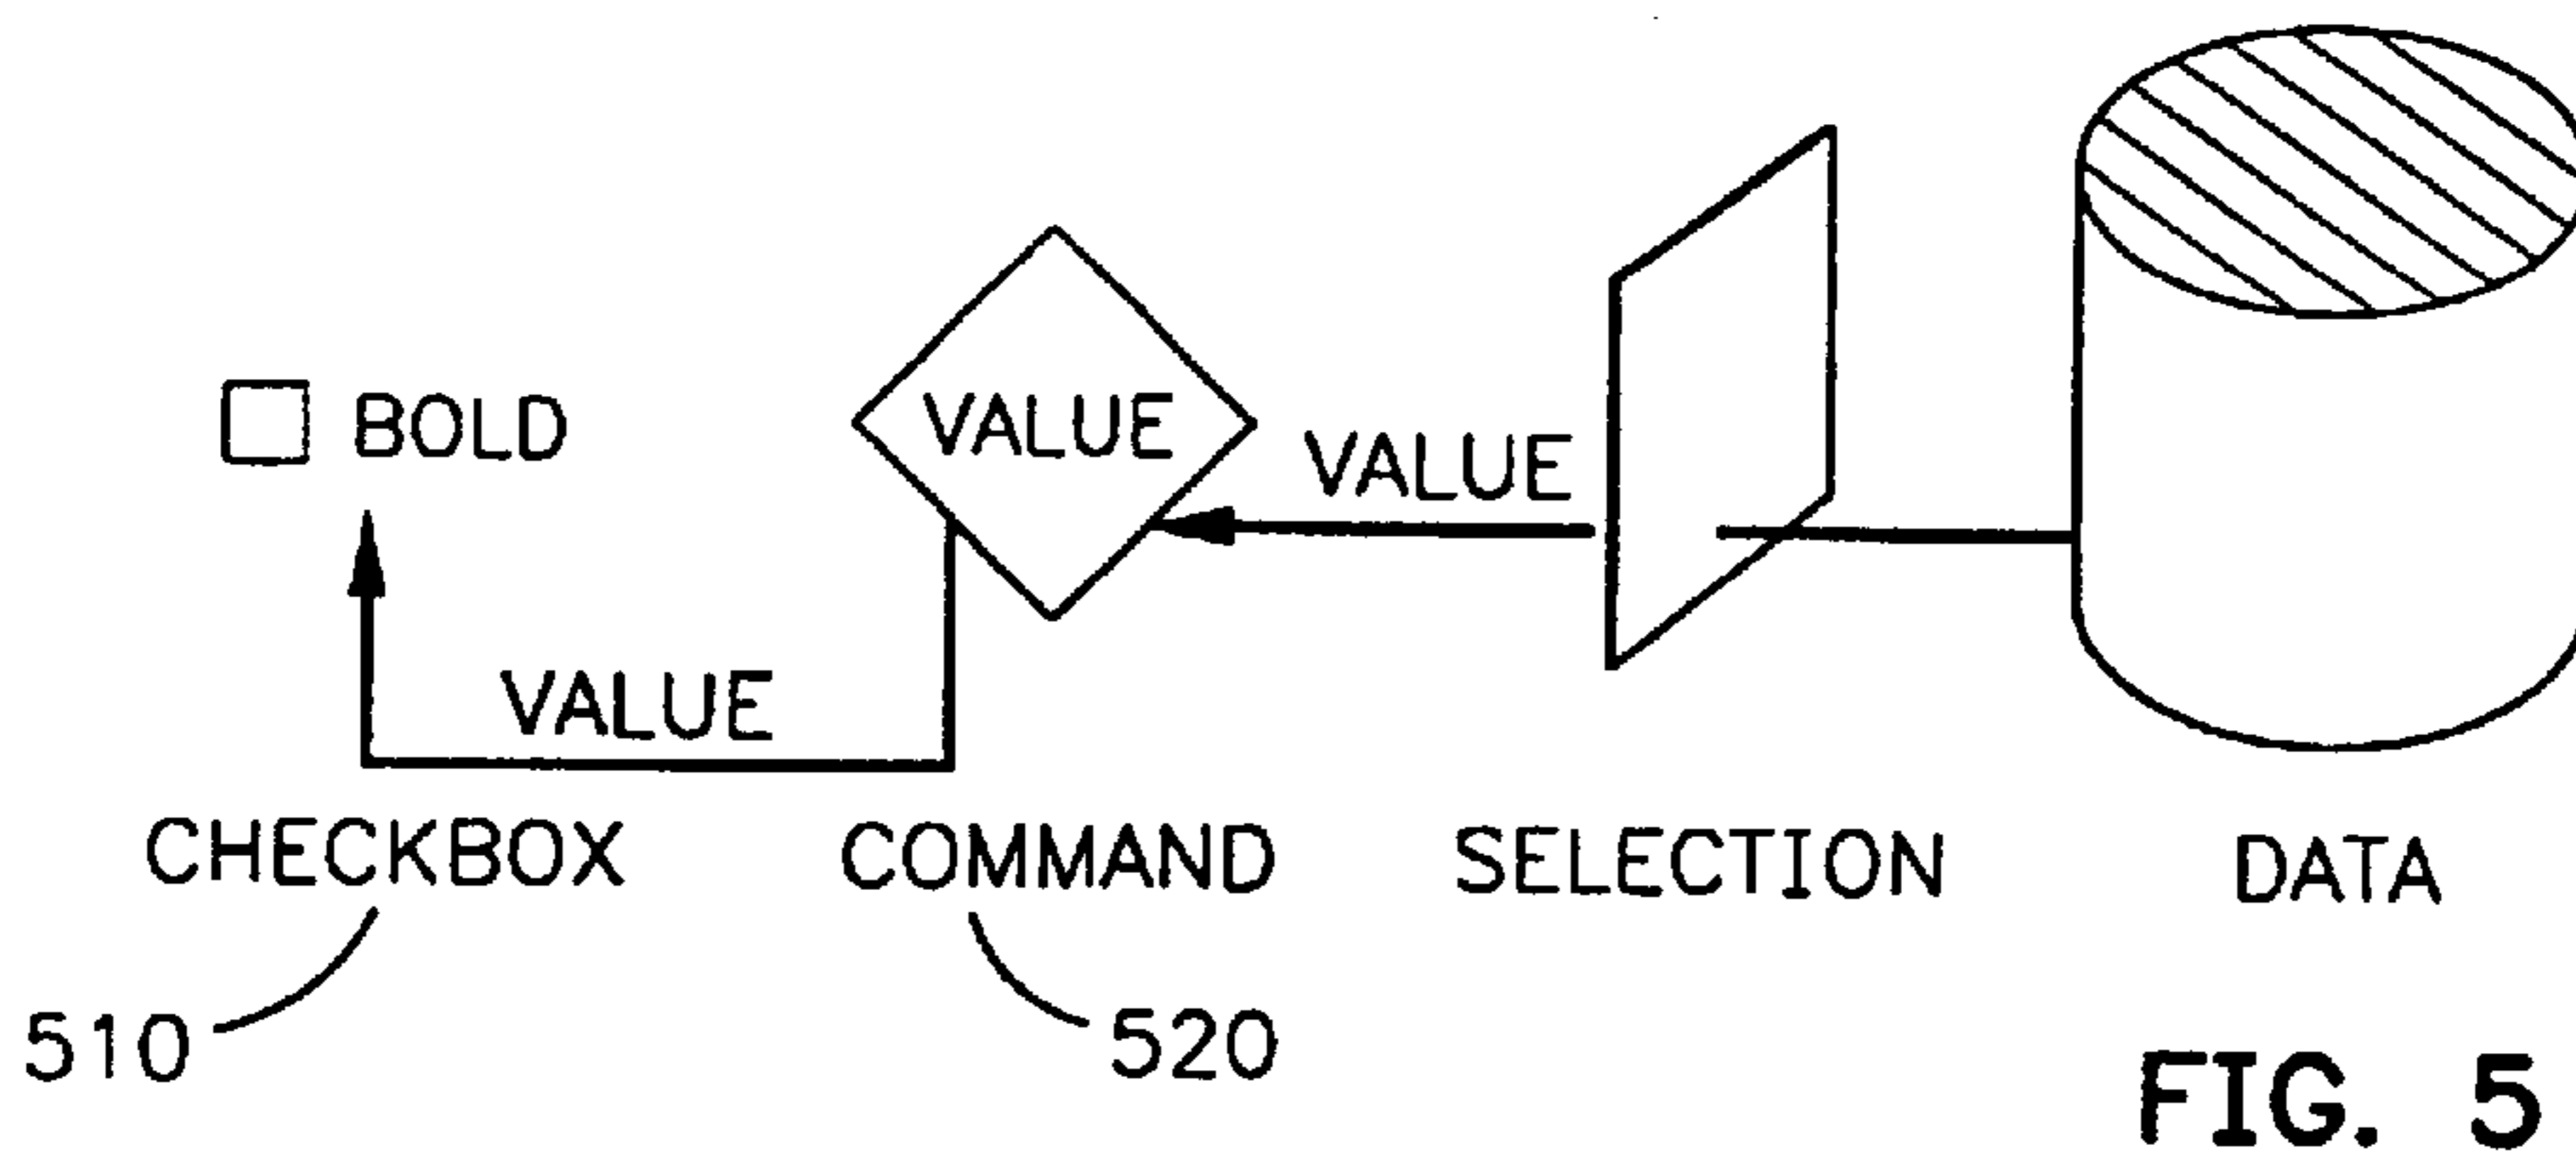 BOLD
VALUE
VALUE
VALUE
CHECKBOX
COMMAND
SELECTION
DATA
510
520
FIG. 5